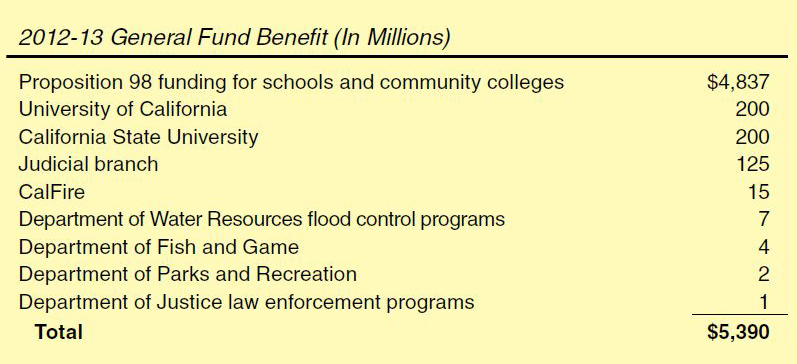 2012-13 General Fund Benefit (In Millions)
Proposition 98 funding for schools and community colleges $4,837
University of California 200
California State University 200
Judicial branch 125
CalFire 15
Department of Water Resources flood control programs 7
Department of Fish and Game 4
Department of Parks and Recreation 2
Department of Justice law enforcement programs 1
Total $5,390